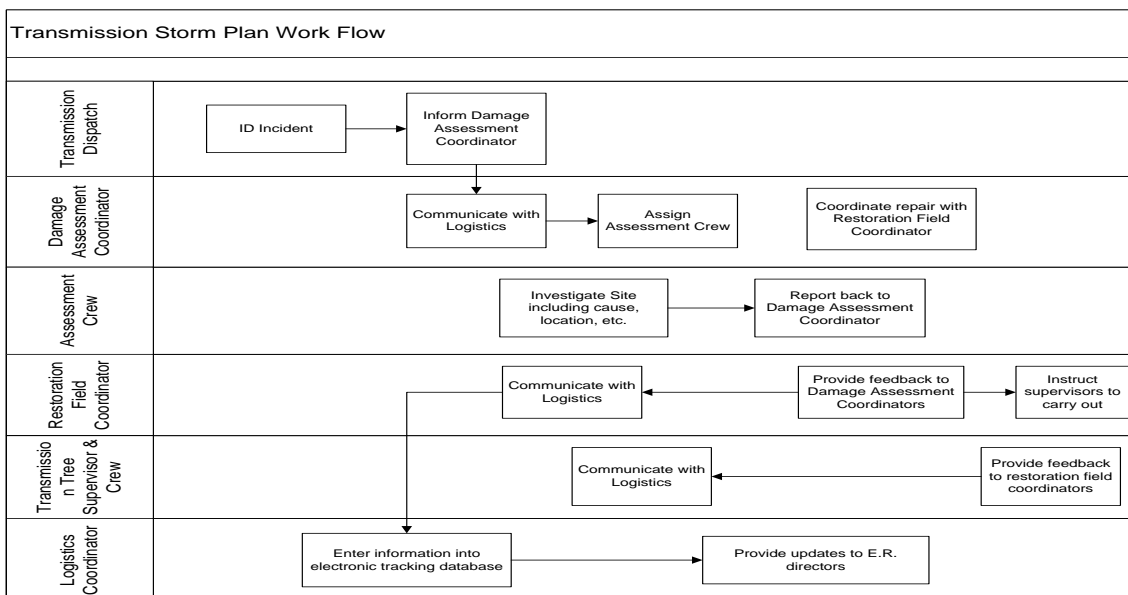 Transmission Storm Plan Work Flow
Transmission
Dispatch
ID Incident
Inform Damage
Assessment
Coordinator
Damage
Assessment
Coordinator
Communicate with
Logistics
Assign
Assessment Crew
Coordinate repair with
Restoration Field
Coordinator
Assessment
Crew
Investigate Site
including cause,
location, etc.
Report back to
Damage Assessment
Coordinator
Restoration
Field
Coordinator
Communicate with
Logistics
Provide feedback to
Damage Assessment
Coordinators
Instruct
supervisors to
carry out
Transmissio
n Tree
Supervisor &
Crew
Communicate with
Logistics
Provide feedback
to restoration field
coordinators
Logistics
Coordinator
Enter information into
electronic tracking database
Provide updates to E.R.
directors